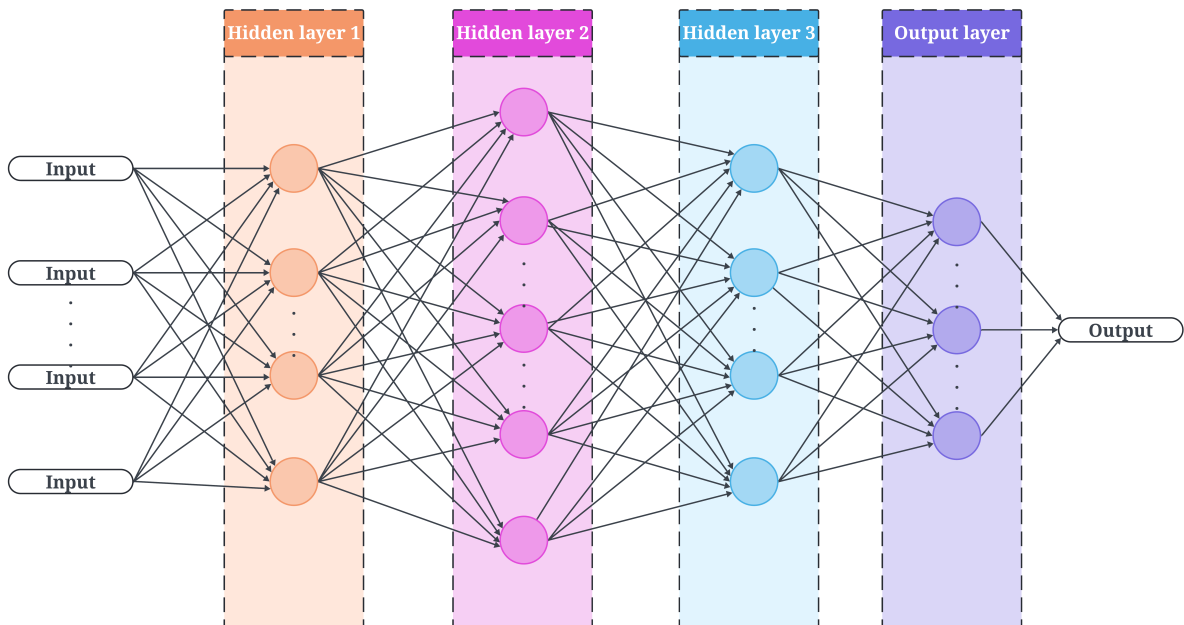 Hidden layer 1
Hidden layer 2
Hidden layer 3
Output layer
Input
Input
Input
Input
Output